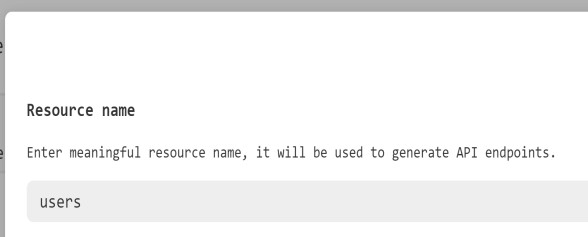 Resource name
Enter meaningful resource name, it will be used to generate API endpoints.
users